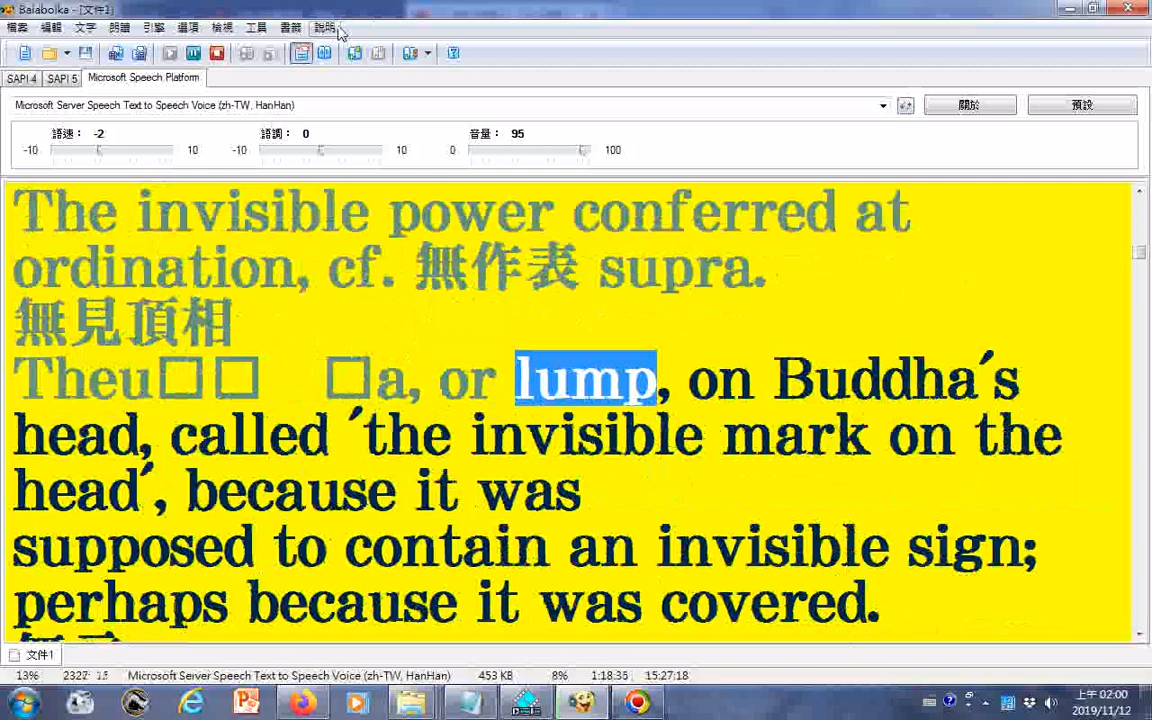 Balabolka - [文件1]
檔案 編輯 文字 朗讀 引擎 選項 檢視 工具 書籤 說明
SAPI 4 SAPI 5 Microsoft Speech Platform
Microsoft Server Speech Text to Speech Voice (zh-TW, HanHan) 關於 預設
語速： -2 語調： 0 音量： 95
-10 10 -10 10 0 100
The invisible power conferred at
ordination, cf. 無作表 supra.
無見頂相
Theu□□ □a, or lump, on Buddha′s
head, called ′the invisible mark on the
head′, because it was
supposed to contain an invisible sign;
perhaps because it was covered.
文件1
13% Microsoft Server Speech Text to Speech Voice (zh-TW, HanHan) 453 KB 8% 1:18:35 15:27:18
上午 02:00
2019/11/12